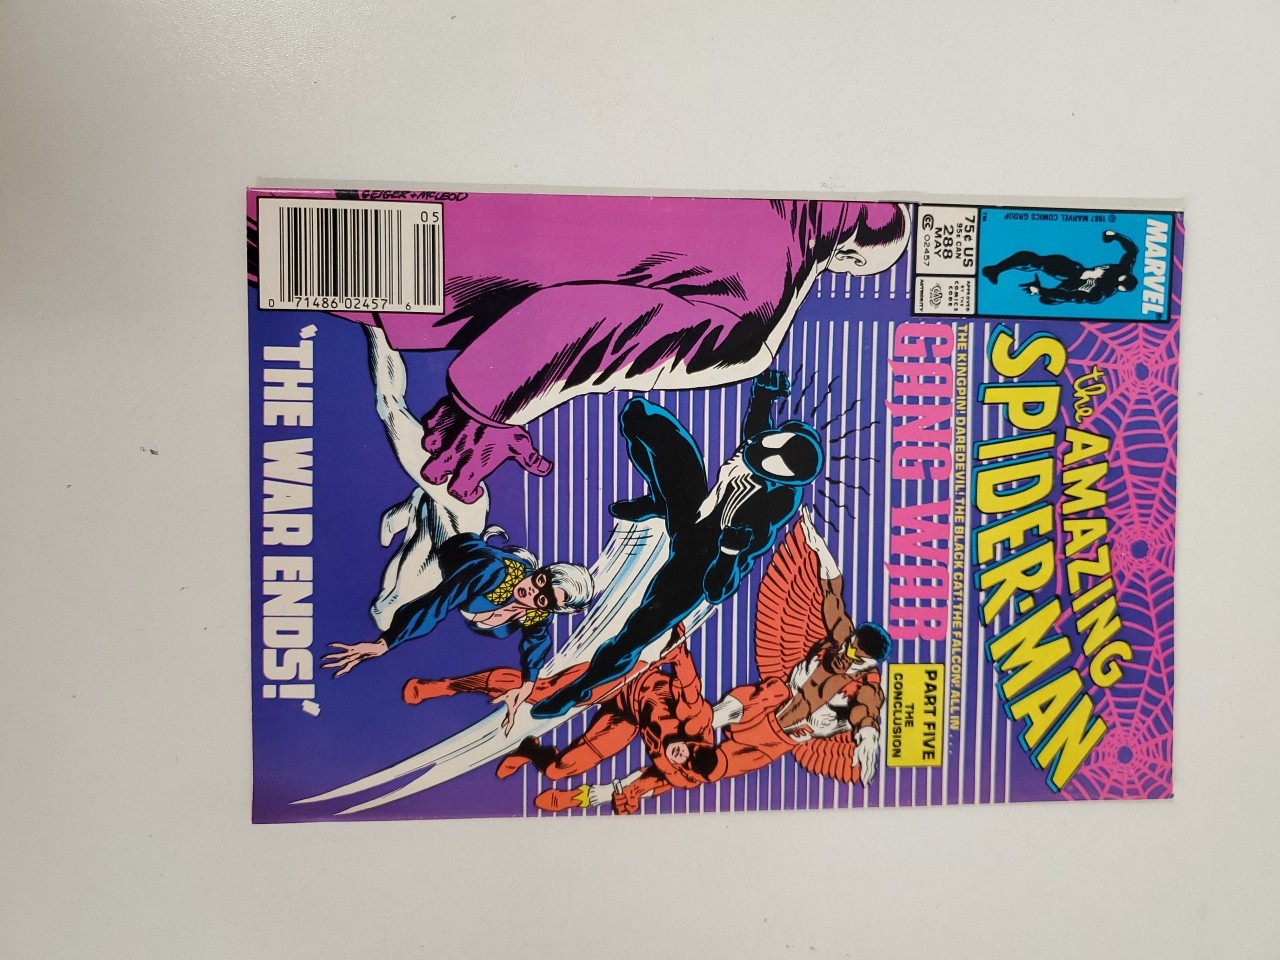 MARVEL
© 1987 MARVEL COMICS GROUP
™
75¢ US
95¢ CAN
288
MAY
CC 02457
APPROVED
BY THE
COMICS
CODE
AUTHORITY
the AMAZING
SPIDER-MAN
THE KINGPIN! DAREDEVIL! THE BLACK CAT! THE FALCON! ALL IN...
GANG WAR
PART FIVE
THE
CONCLUSION
GEIGER + McLEOD
05
0 71486 02457 6
"THE WAR ENDS!"